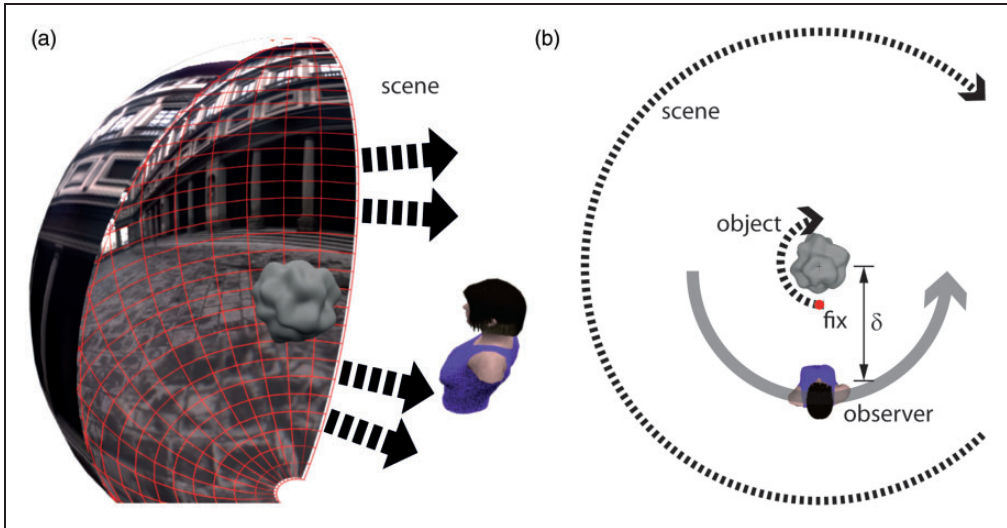 (a)
scene
(b)
scene
object
fix
δ
observer